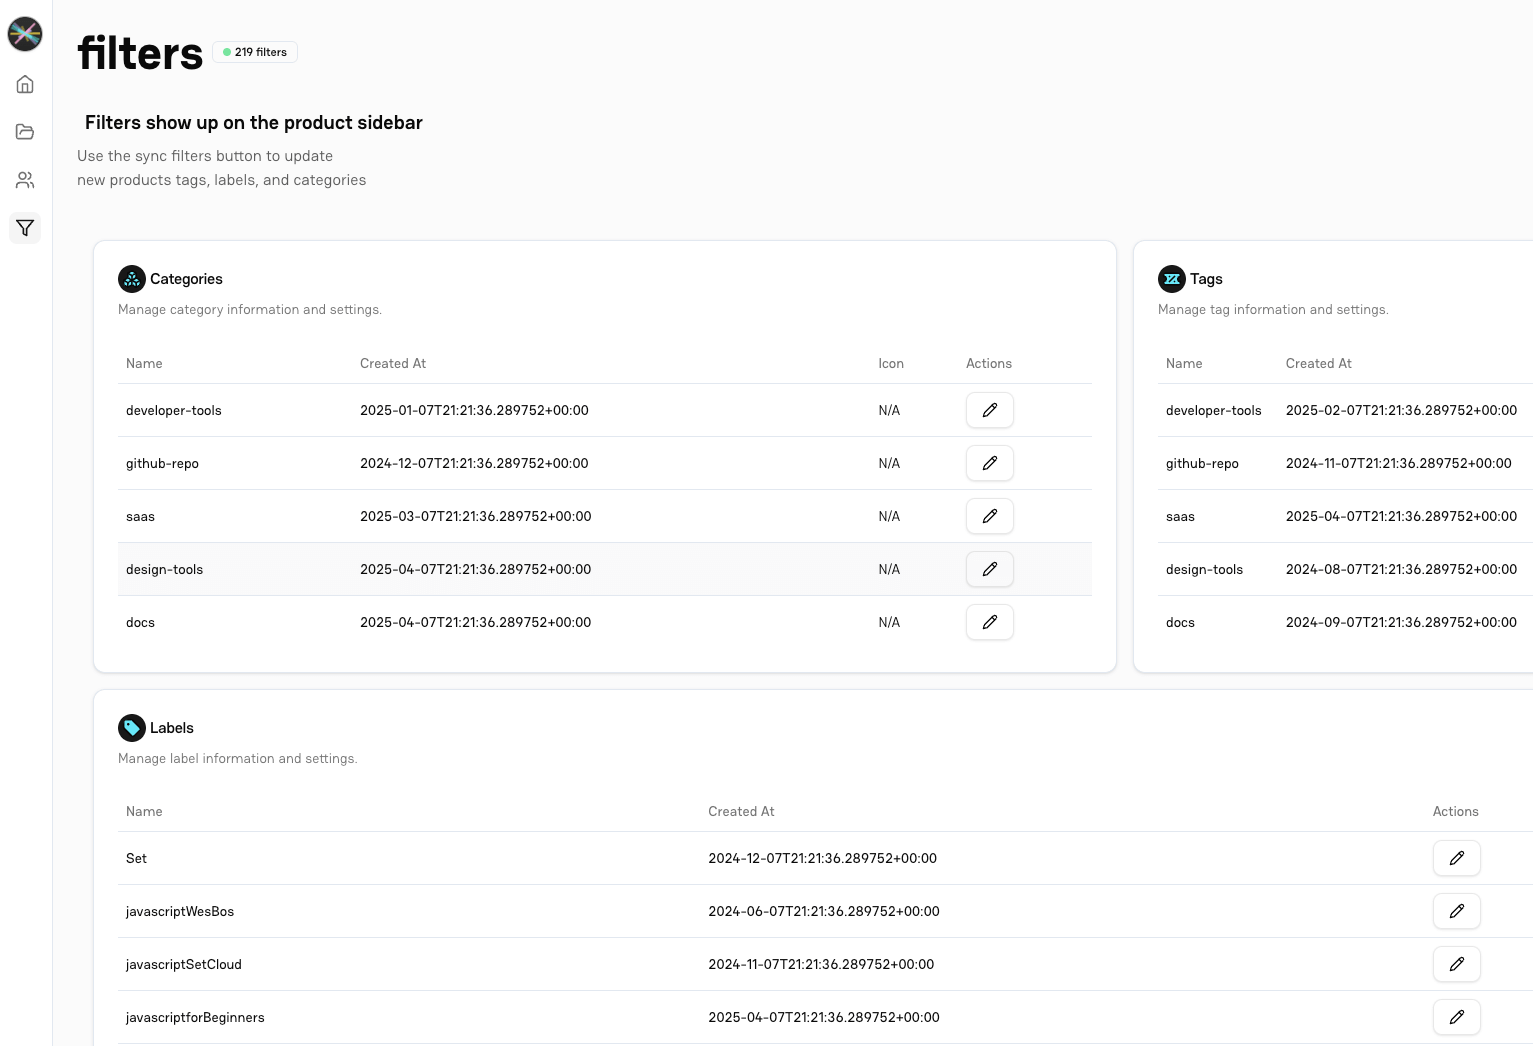 filters
219 filters
Filters show up on the product sidebar
Use the sync filters button to update
new products tags, labels, and categories
Categories
Manage category information and settings.
Name Created At Icon Actions
developer-tools 2025-01-07T21:21:36.289752+00:00 N/A
github-repo 2024-12-07T21:21:36.289752+00:00 N/A
saas 2025-03-07T21:21:36.289752+00:00 N/A
design-tools 2025-04-07T21:21:36.289752+00:00 N/A
docs 2025-04-07T21:21:36.289752+00:00 N/A
Tags
Manage tag information and settings.
Name Created At
developer-tools 2025-02-07T21:21:36.289752+00:00
github-repo 2024-11-07T21:21:36.289752+00:00
saas 2025-04-07T21:21:36.289752+00:00
design-tools 2024-08-07T21:21:36.289752+00:00
docs 2024-09-07T21:21:36.289752+00:00
Labels
Manage label information and settings.
Name Created At Actions
Set 2024-12-07T21:21:36.289752+00:00
javascriptWesBos 2024-06-07T21:21:36.289752+00:00
javascriptSetCloud 2024-11-07T21:21:36.289752+00:00
javascriptforBeginners 2025-04-07T21:21:36.289752+00:00